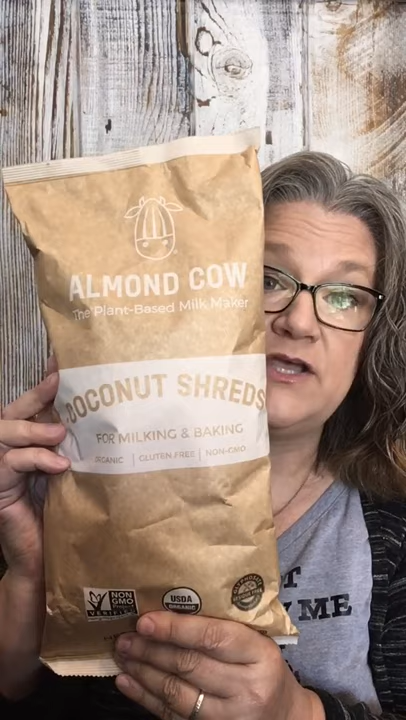 ALMOND COW
The Plant-Based Milk Maker
COCONUT SHREDS
FOR MILKING & BAKING
ORGANIC | GLUTEN-FREE | NON-GMO
NON
GMO
VERIFIED
USDA
ORGANIC
ME